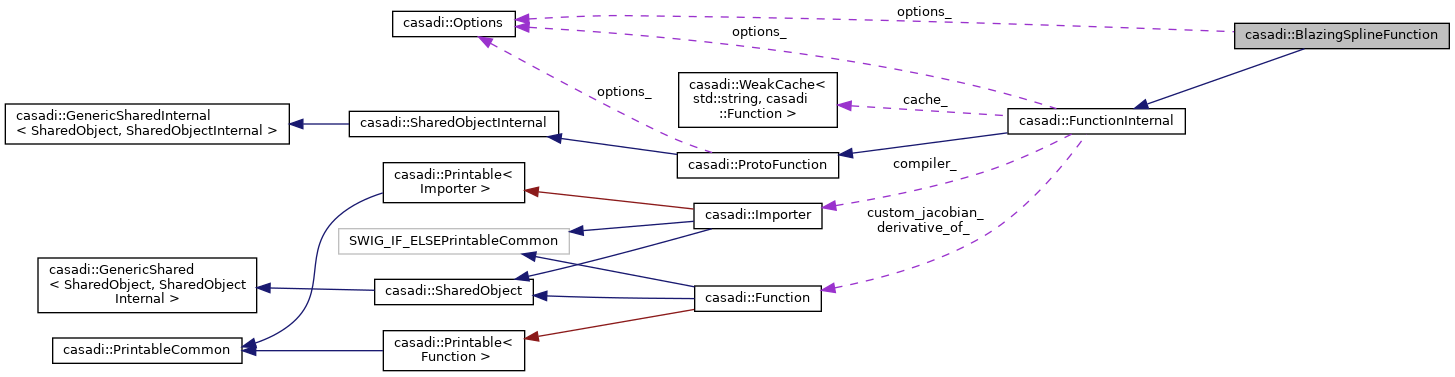 options_
casadi::Options
options_
casadi::BlazingSplineFunction
casadi::WeakCache<
std::string, casadi
::Function >
options_
cache_
casadi::GenericSharedInternal
< SharedObject, SharedObjectInternal >
casadi::SharedObjectInternal
casadi::FunctionInternal
casadi::ProtoFunction
compiler_
casadi::Printable<
Importer >
casadi::Importer
custom_jacobian_
derivative_of_
SWIG_IF_ELSEPrintableCommon
casadi::GenericShared
< SharedObject, SharedObject
Internal >
casadi::SharedObject
casadi::Function
casadi::PrintableCommon
casadi::Printable<
Function >